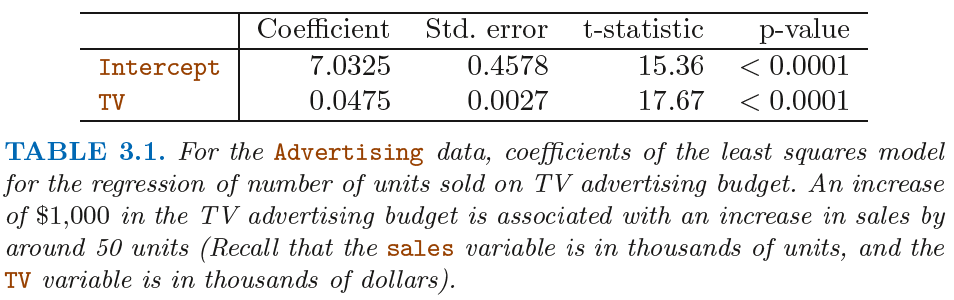 Coefficient Std. error t-statistic p-value
Intercept 7.0325 0.4578 15.36 < 0.0001
TV 0.0475 0.0027 17.67 < 0.0001
TABLE 3.1. For the Advertising data, coefficients of the least squares model
for the regression of number of units sold on TV advertising budget. An increase
of $1,000 in the TV advertising budget is associated with an increase in sales by
around 50 units (Recall that the sales variable is in thousands of units, and the
TV variable is in thousands of dollars).